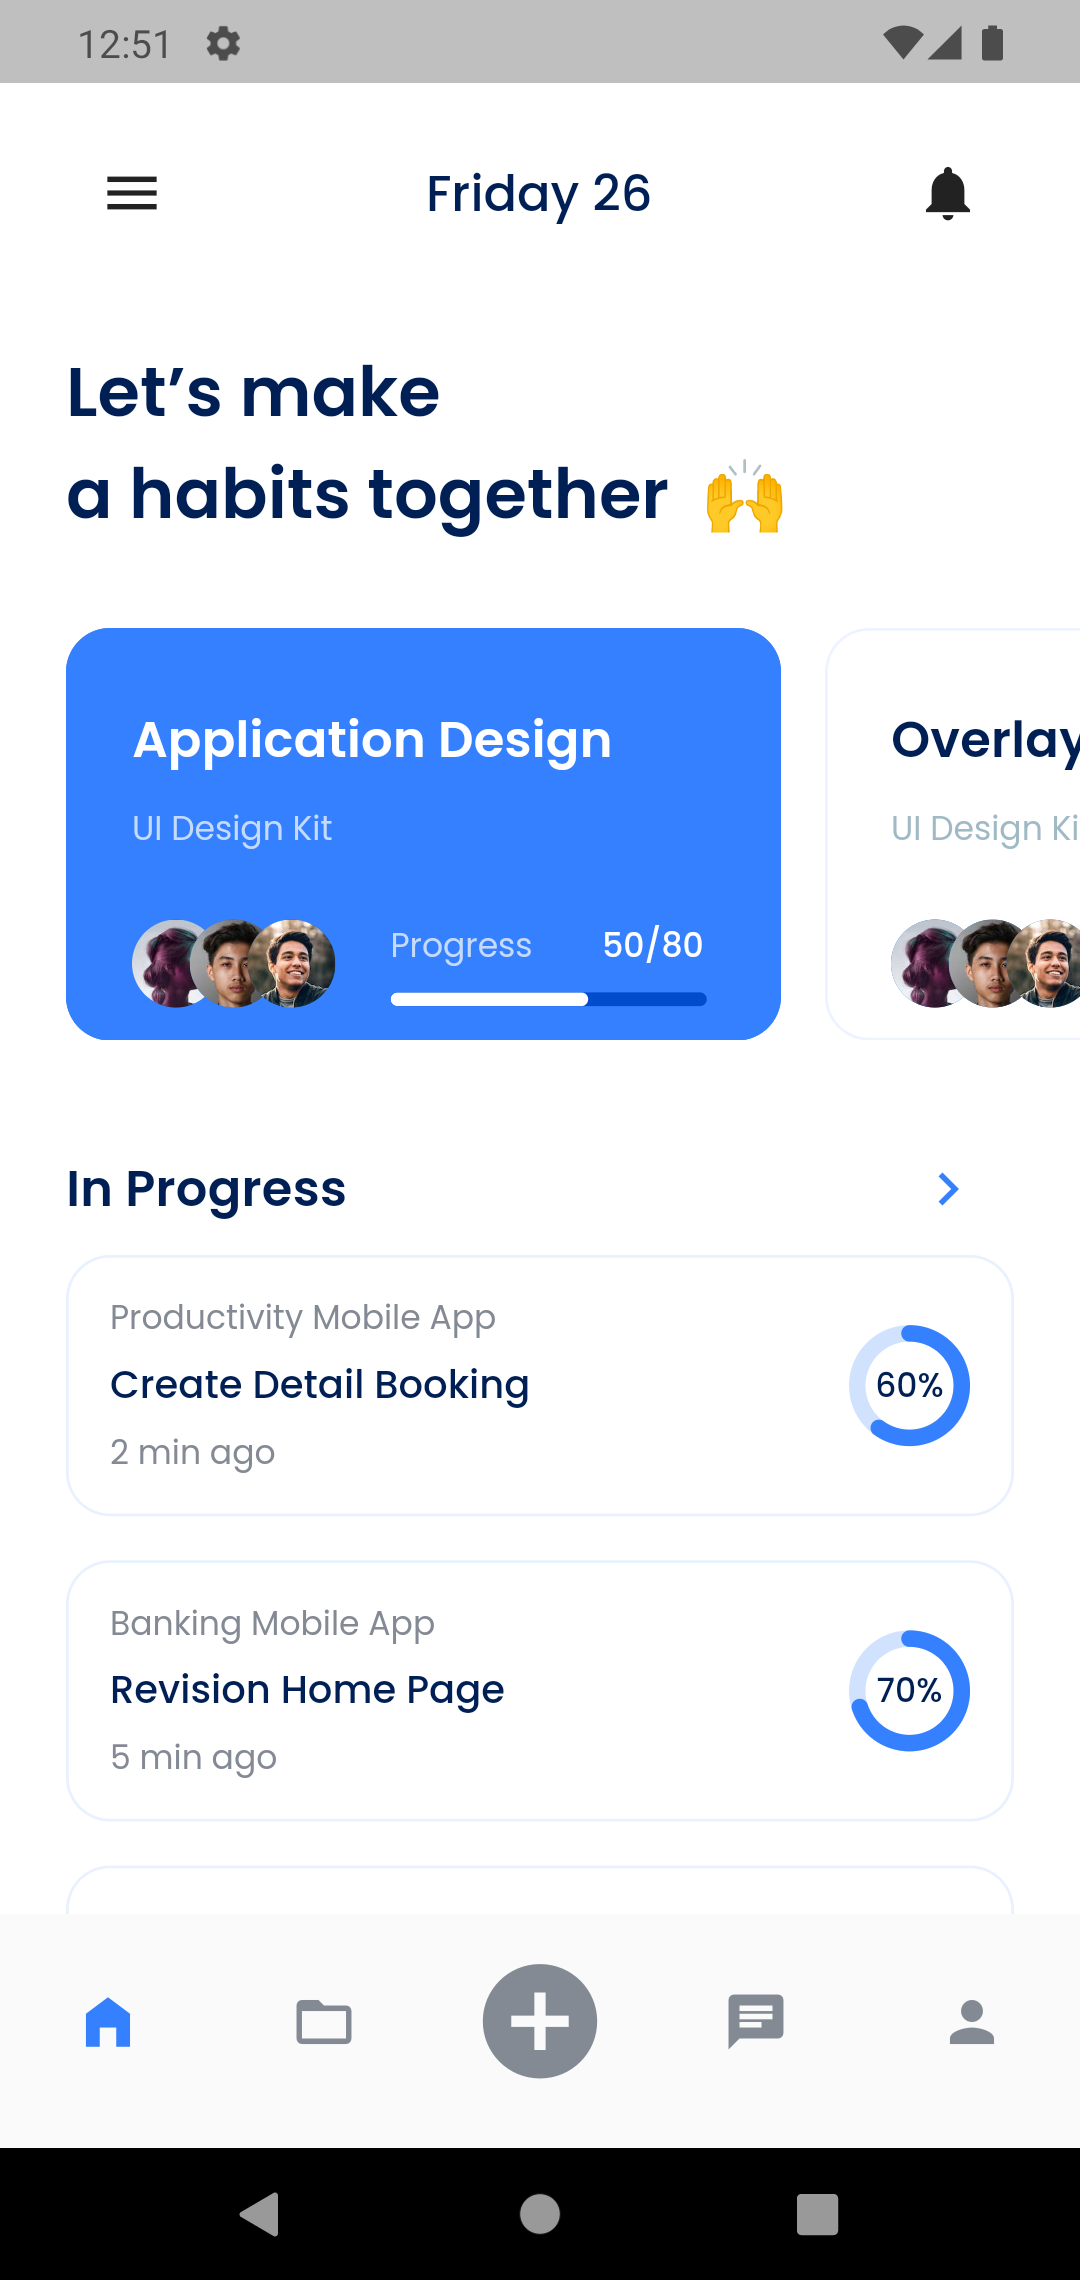 12:51
Friday 26
Let’s make
a habits together 🙌
Application Design
UI Design Kit
Progress 50/80
Overlay
UI Design Ki
In Progress
Productivity Mobile App
Create Detail Booking
2 min ago
60%
Banking Mobile App
Revision Home Page
5 min ago
70%